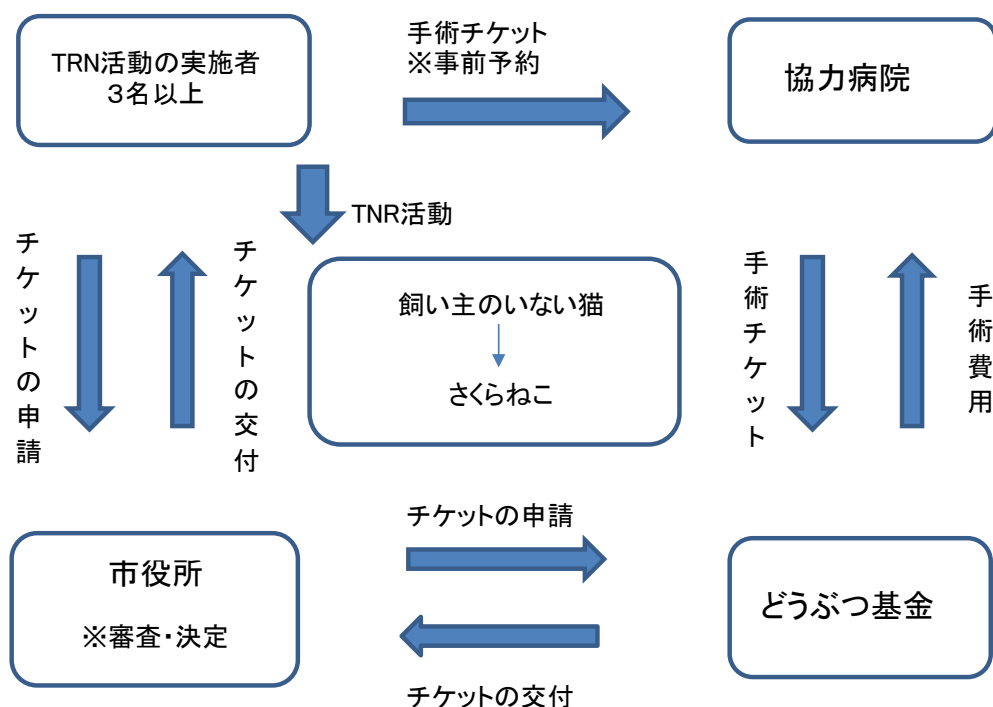 TRN活動の実施者
３名以上
手術チケット
※事前予約
協力病院
TNR活動
チケットの申請
チケットの交付
飼い主のいない猫
さくらねこ
手術チケット
手術費用
市役所
※審査・決定
チケットの申請
チケットの交付
どうぶつ基金